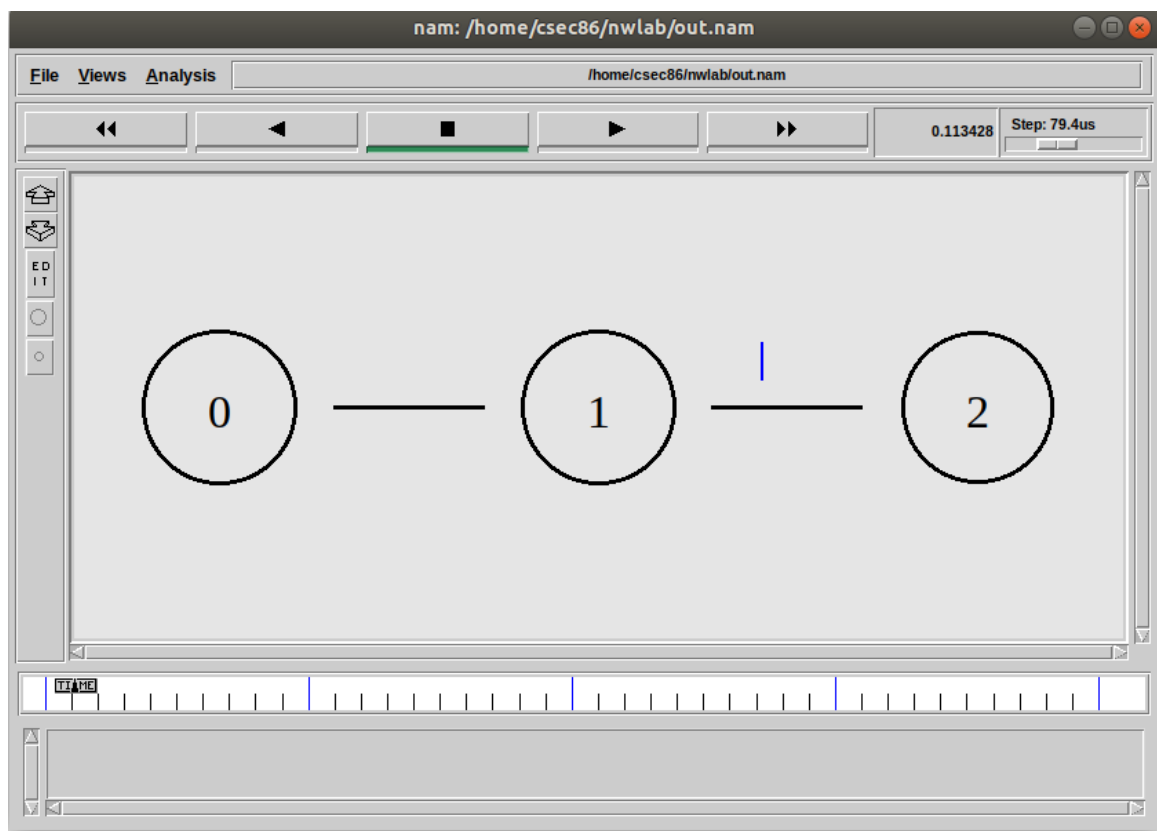 nam: /home/csec86/nwlab/out.nam
File Views Analysis /home/csec86/nwlab/out.nam
0.113428 Step: 79.4us
E D
I T
0 1 2
TIME